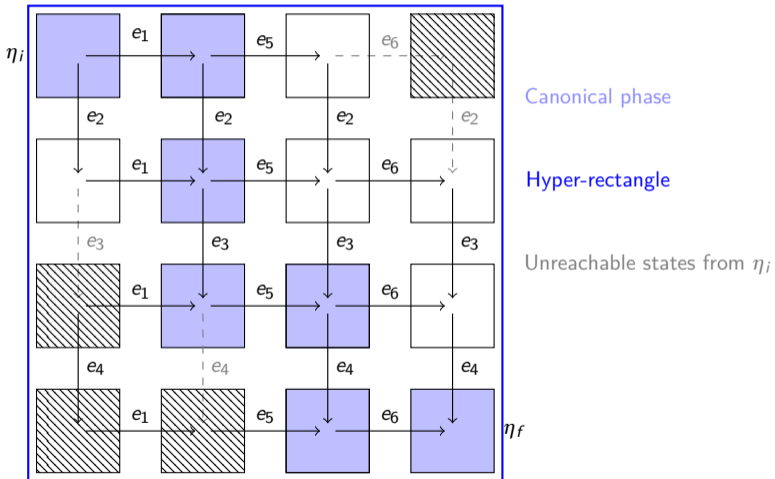 e1 e5 e6
ηi
e2 e2 e2 e2
Canonical phase
e1 e5 e6
Hyper-rectangle
e3 e3 e3 e3
Unreachable states from ηi
e1 e5 e6
e4 e4 e4 e4
e1 e5 e6
ηf